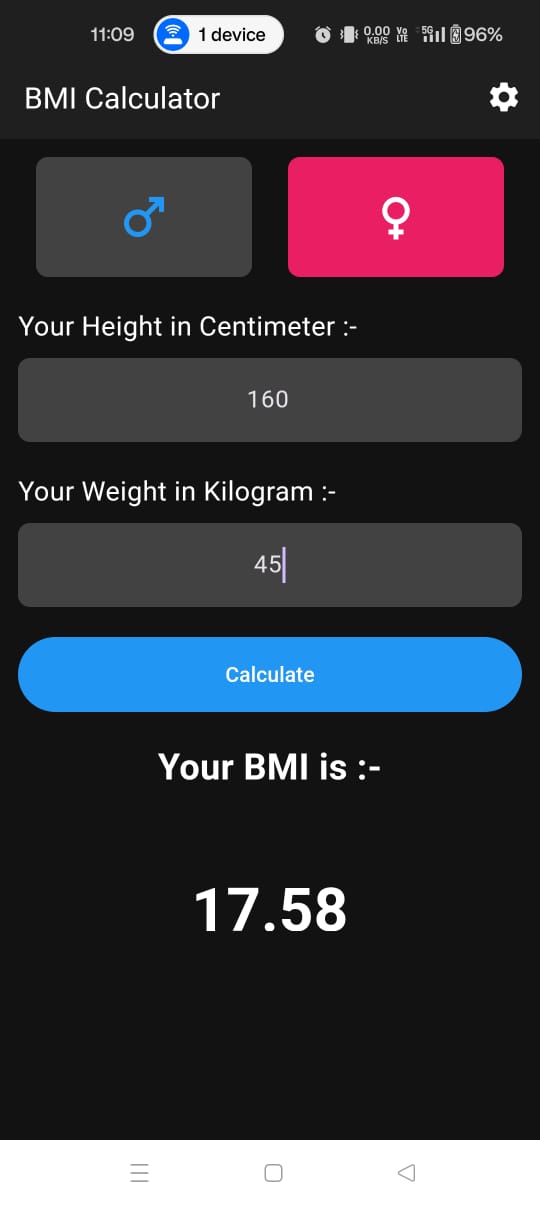 11:09 1 device 0.00 KB/S Vo LTE 5G 96%
BMI Calculator
Your Height in Centimeter :-
160
Your Weight in Kilogram :-
45
Calculate
Your BMI is :-
17.58